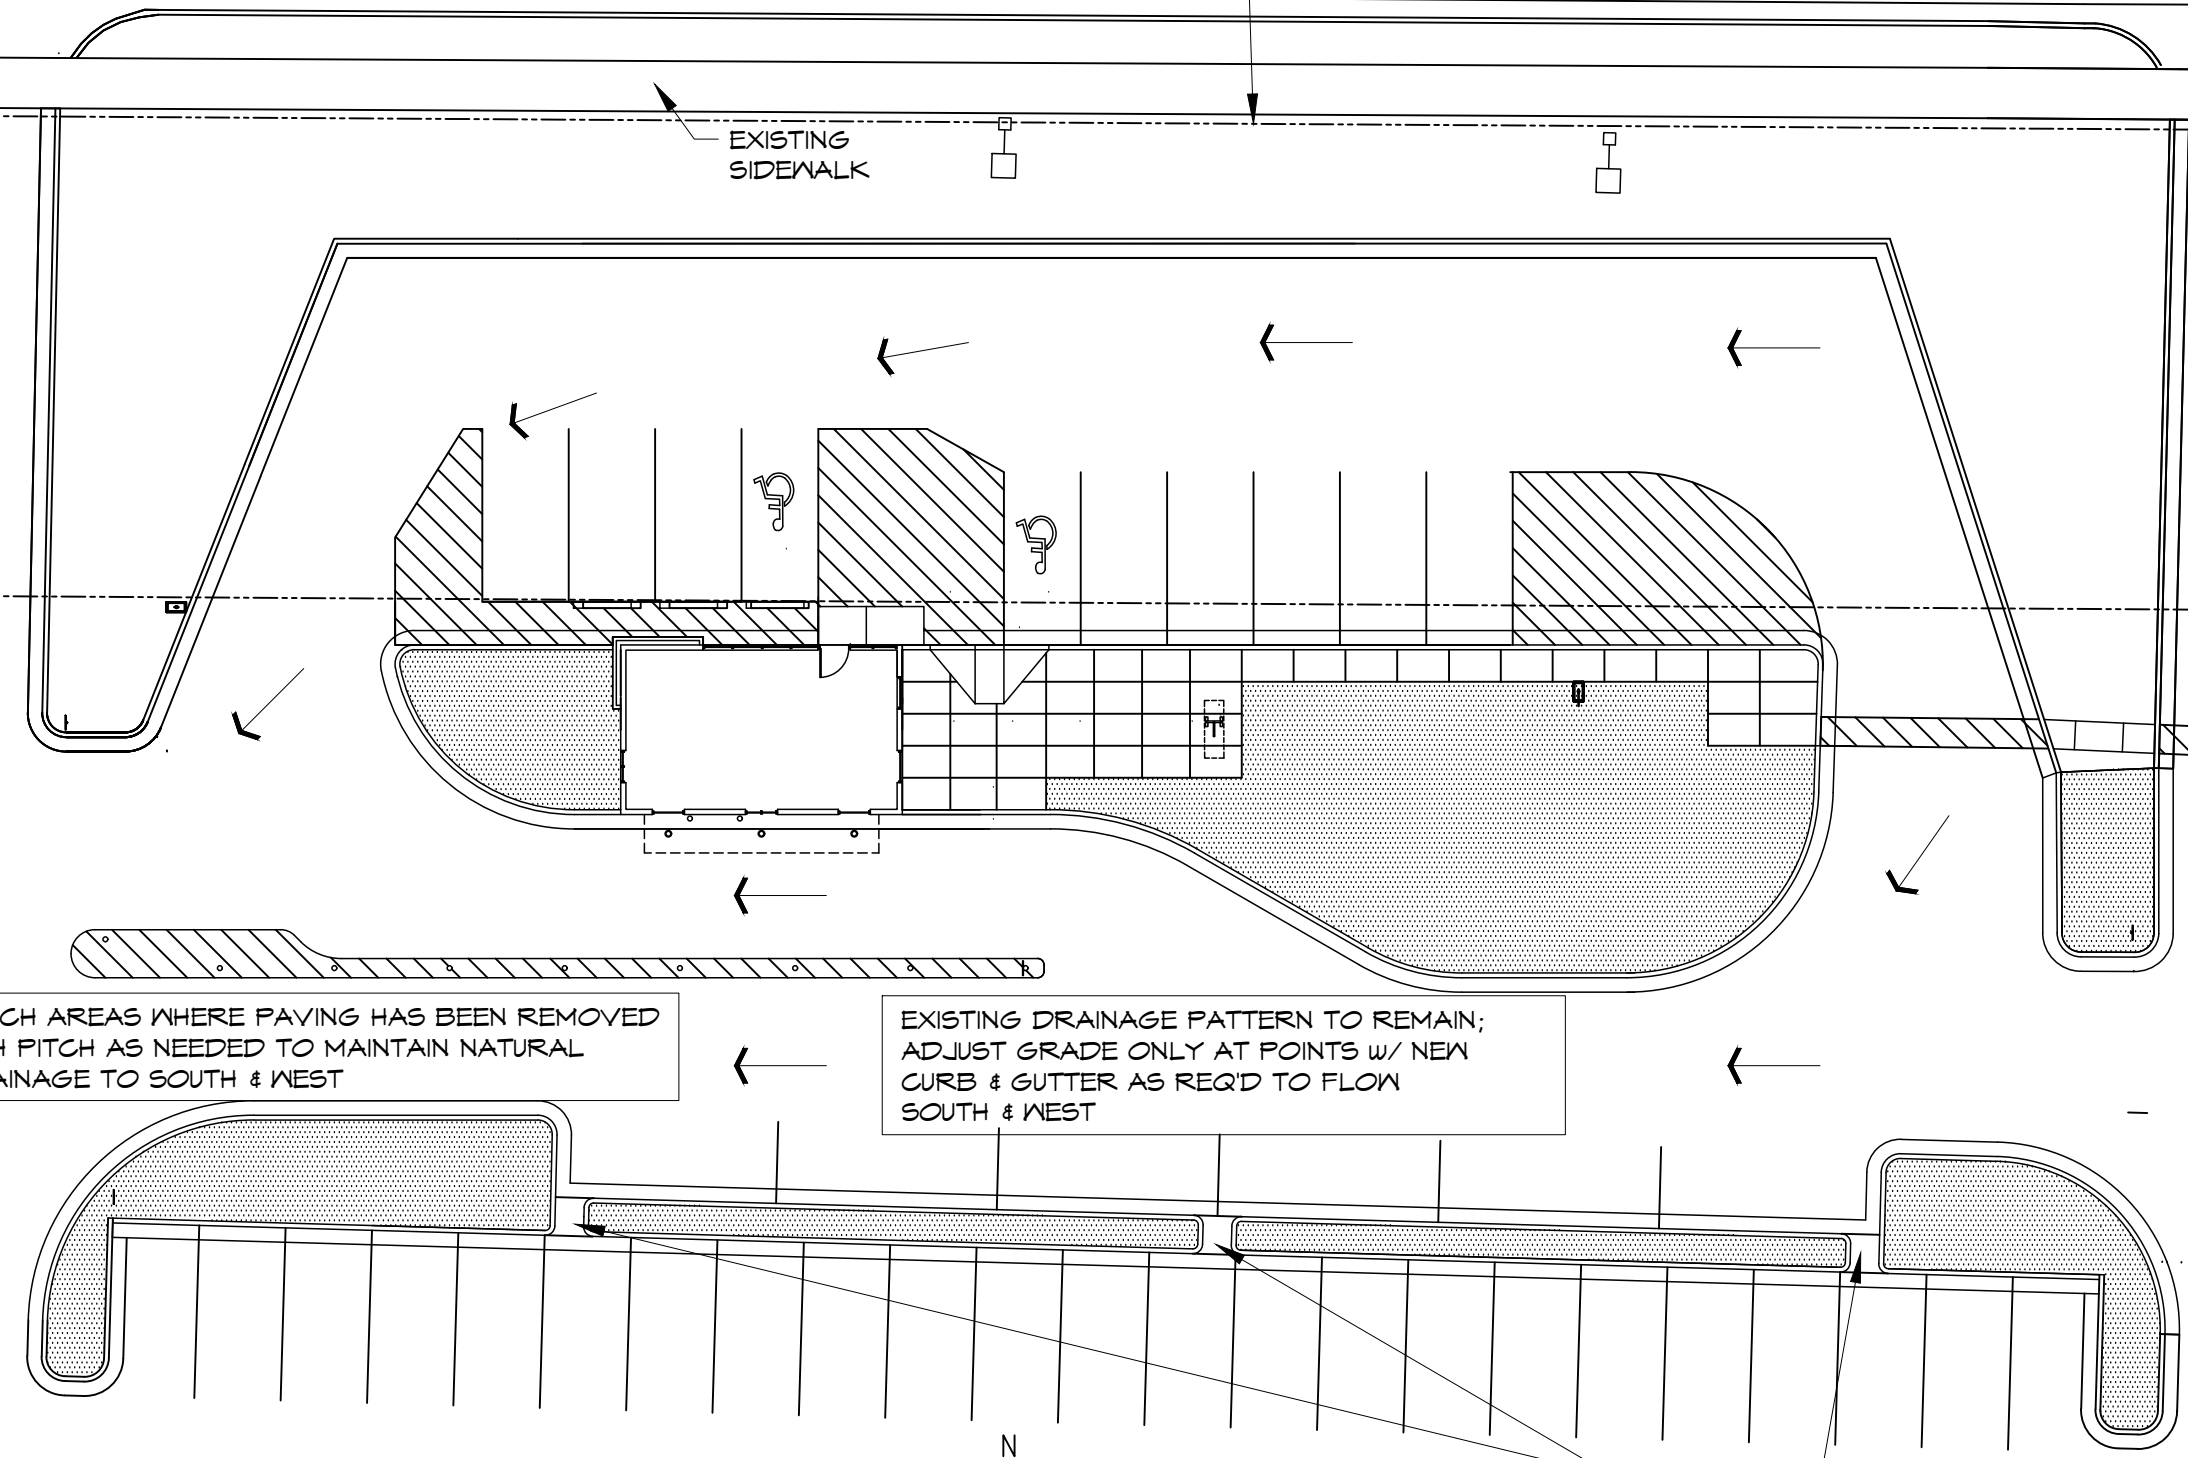 EXISTING
SIDEWALK
CH AREAS WHERE PAVING HAS BEEN REMOVED
H PITCH AS NEEDED TO MAINTAIN NATURAL
AINAGE TO SOUTH & WEST
EXISTING DRAINAGE PATTERN TO REMAIN;
ADJUST GRADE ONLY AT POINTS W/ NEW
CURB & GUTTER AS REQ'D TO FLOW
SOUTH & WEST
N